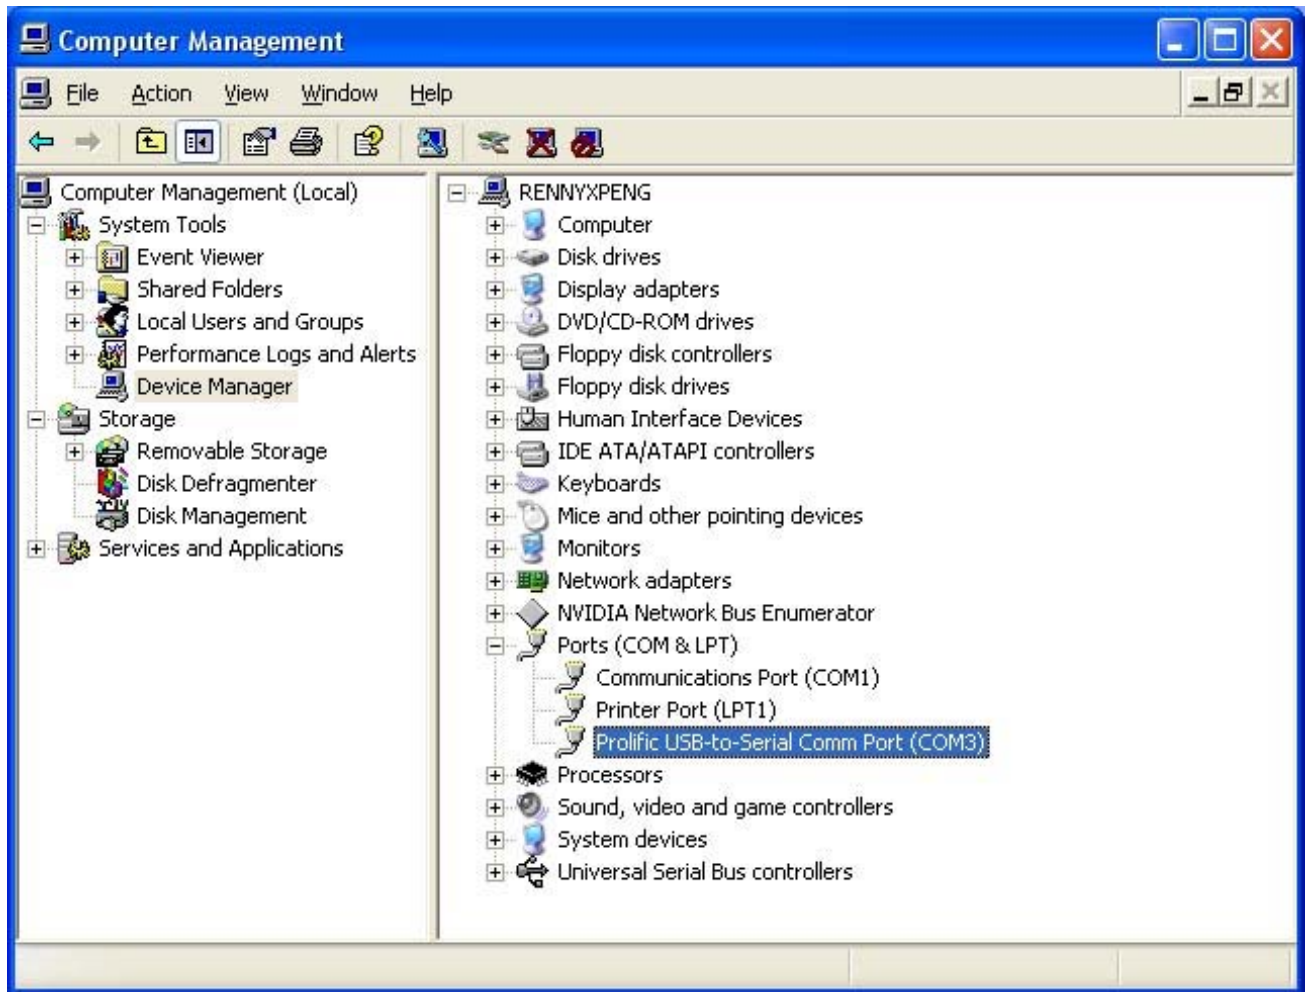 Computer Management
File Action View Window Help
Computer Management (Local)
System Tools
Event Viewer
Shared Folders
Local Users and Groups
Performance Logs and Alerts
Device Manager
Storage
Removable Storage
Disk Defragmenter
Disk Management
Services and Applications
RENNYXPENG
Computer
Disk drives
Display adapters
DVD/CD-ROM drives
Floppy disk controllers
Floppy disk drives
Human Interface Devices
IDE ATA/ATAPI controllers
Keyboards
Mice and other pointing devices
Monitors
Network adapters
NVIDIA Network Bus Enumerator
Ports (COM & LPT)
Communications Port (COM1)
Printer Port (LPT1)
Prolific USB-to-Serial Comm Port (COM3)
Processors
Sound, video and game controllers
System devices
Universal Serial Bus controllers